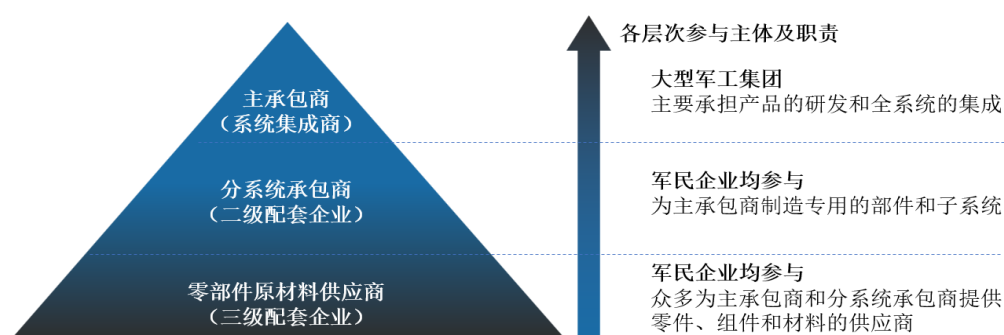 各层次参与主体及职责
主承包商
（系统集成商）
大型军工集团
主要承担产品的研发和全系统的集成
分系统承包商
（二级配套企业）
军民企业均参与
为主承包商制造专用的部件和子系统
零部件原材料供应商
（三级配套企业）
军民企业均参与
众多为主承包商和分系统承包商提供
零件、组件和材料的供应商